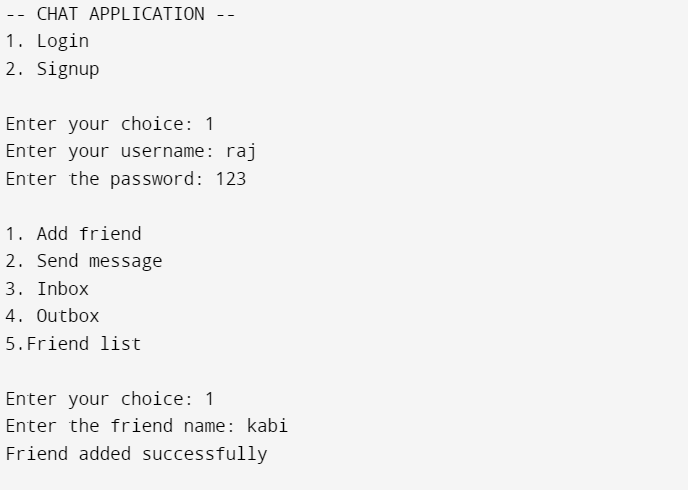 -- CHAT APPLICATION --
1. Login
2. Signup
Enter your choice: 1
Enter your username: raj
Enter the password: 123
1. Add friend
2. Send message
3. Inbox
4. Outbox
5.Friend list
Enter your choice: 1
Enter the friend name: kabi
Friend added successfully